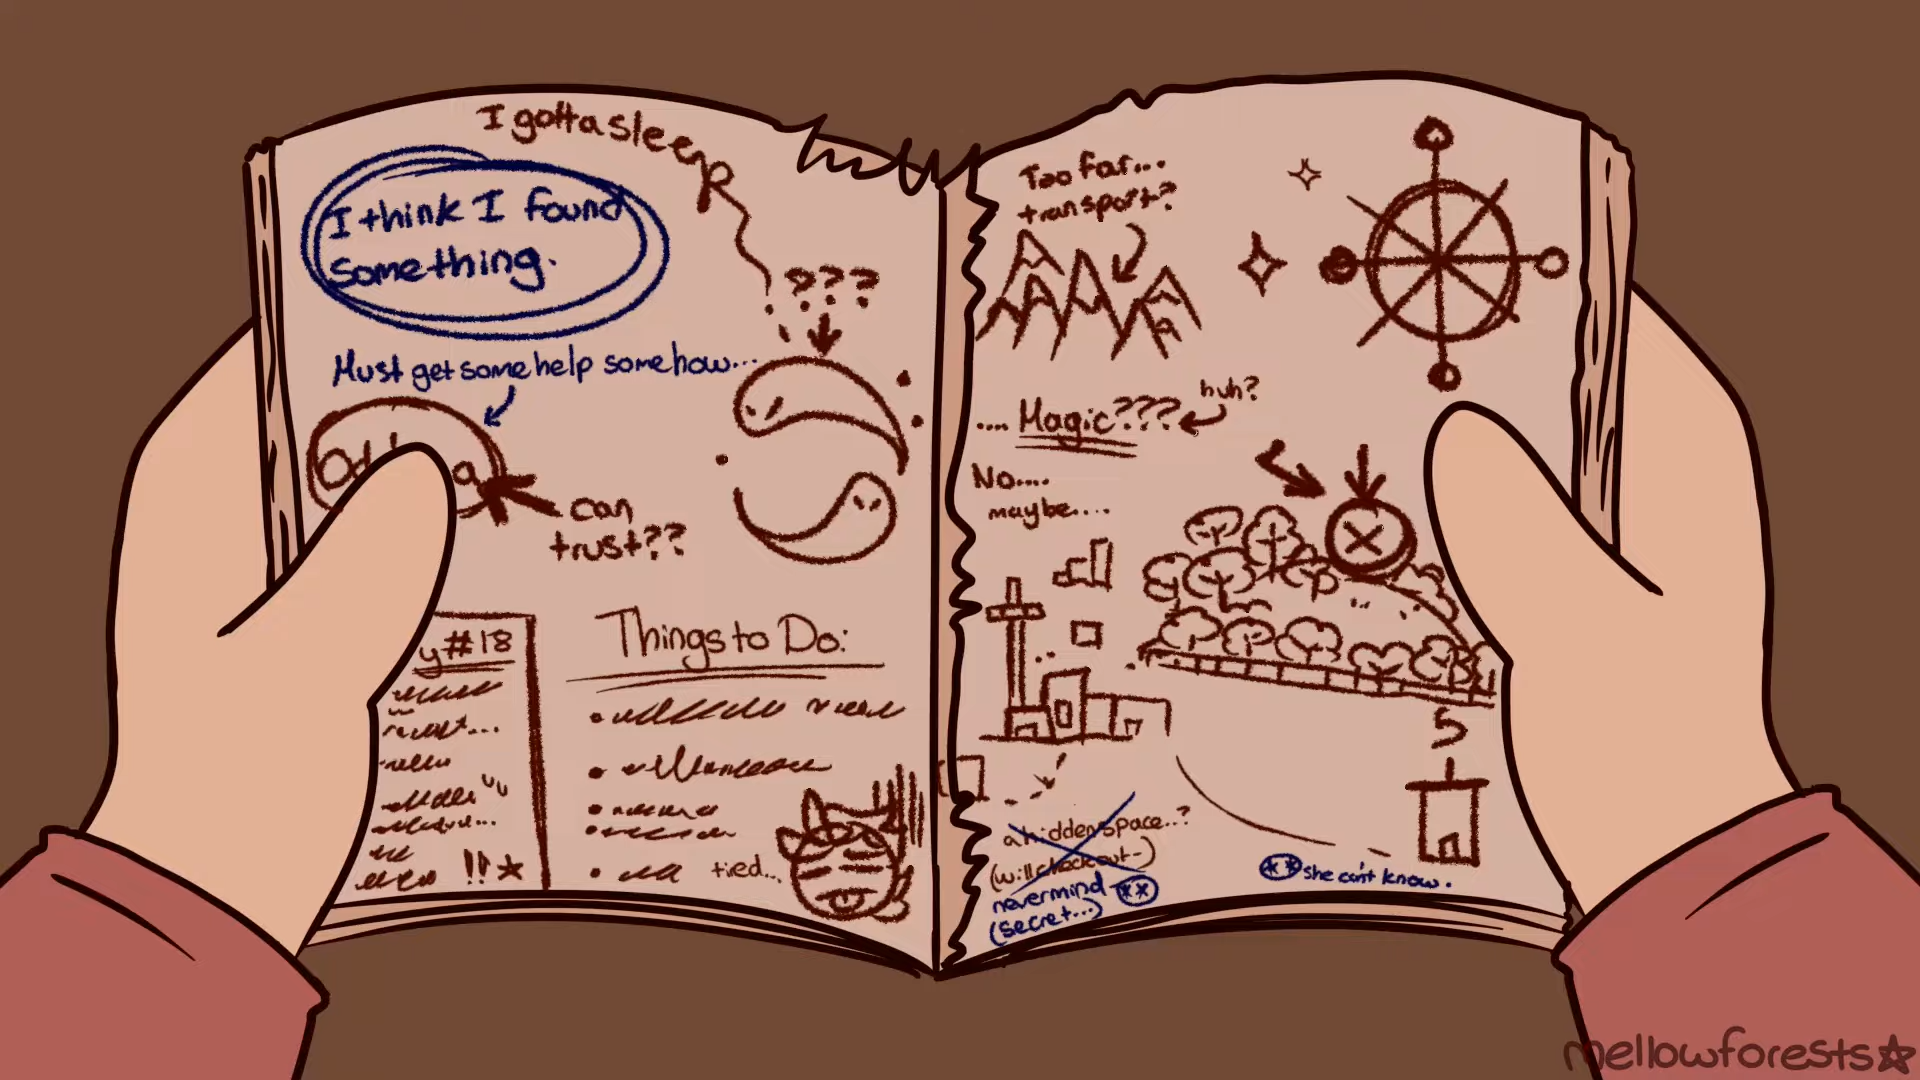 I gotta sleep
I think I found
something.
???
Must get some help somehow...
can
trust??
y#18
Things to Do:
!!
tired...
Too far...
transport?
huh?
.... Magic???
No....
maybe....
S
a hidden space..?
(will check out-)
nevermind
(secret...)
**
** she can't know.
mellowforests